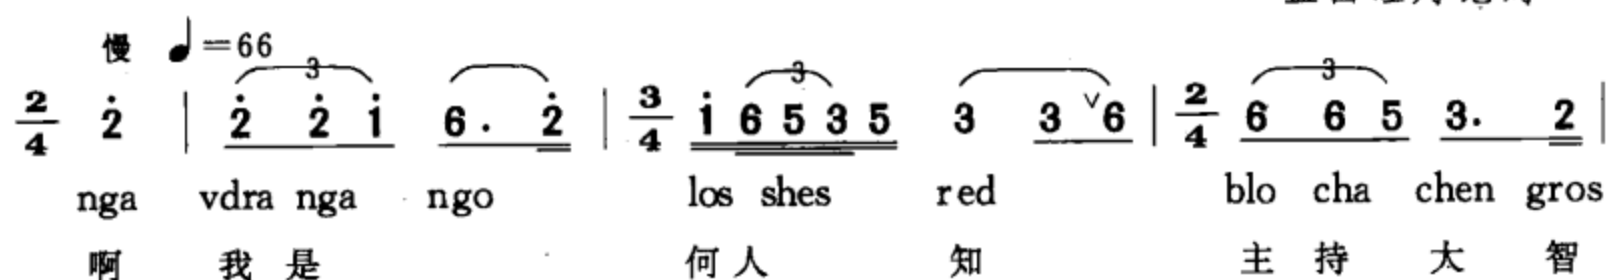 慢 ♩=66
2/4 2̇ | 2̇ 2̇ 1̇ 6. 2̇ | 3/4 1̇ 6 5 3 5 3 3 ∨ 6 | 2/4 6 6 5 3. 2 |
nga vdra nga ngo los shes red blo cha chen gros
啊 我 是 何 人 知 主 持 大 智